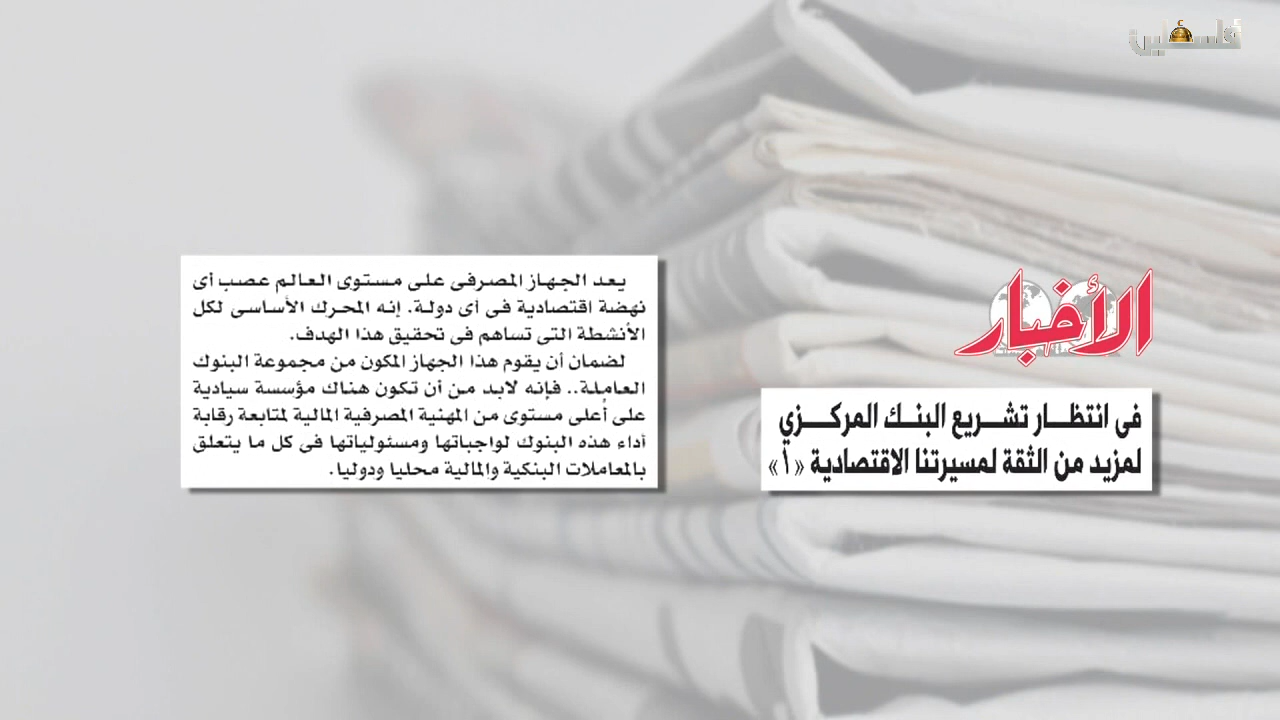 فلسطين
الأخبار
فى انتظار تشريع البنك المركزي
لمزيد من الثقة لمسيرتنا الاقتصادية «١»
يعد الجهاز المصرفى على مستوى العالم عصب أى
نهضة اقتصادية فى أى دولة. إنه المحرك الأساسى لكل
الأنشطة التى تساهم فى تحقيق هذا الهدف.
لضمان أن يقوم هذا الجهاز المكون من مجموعة البنوك
العاملة.. فإنه لابد من أن تكون هناك مؤسسة سيادية
على أعلى مستوى من المهنية المصرفية المالية لمتابعة رقابة
أداء هذه البنوك لواجباتها ومسئولياتها فى كل ما يتعلق
بالمعاملات البنكية والمالية محليا ودوليا.